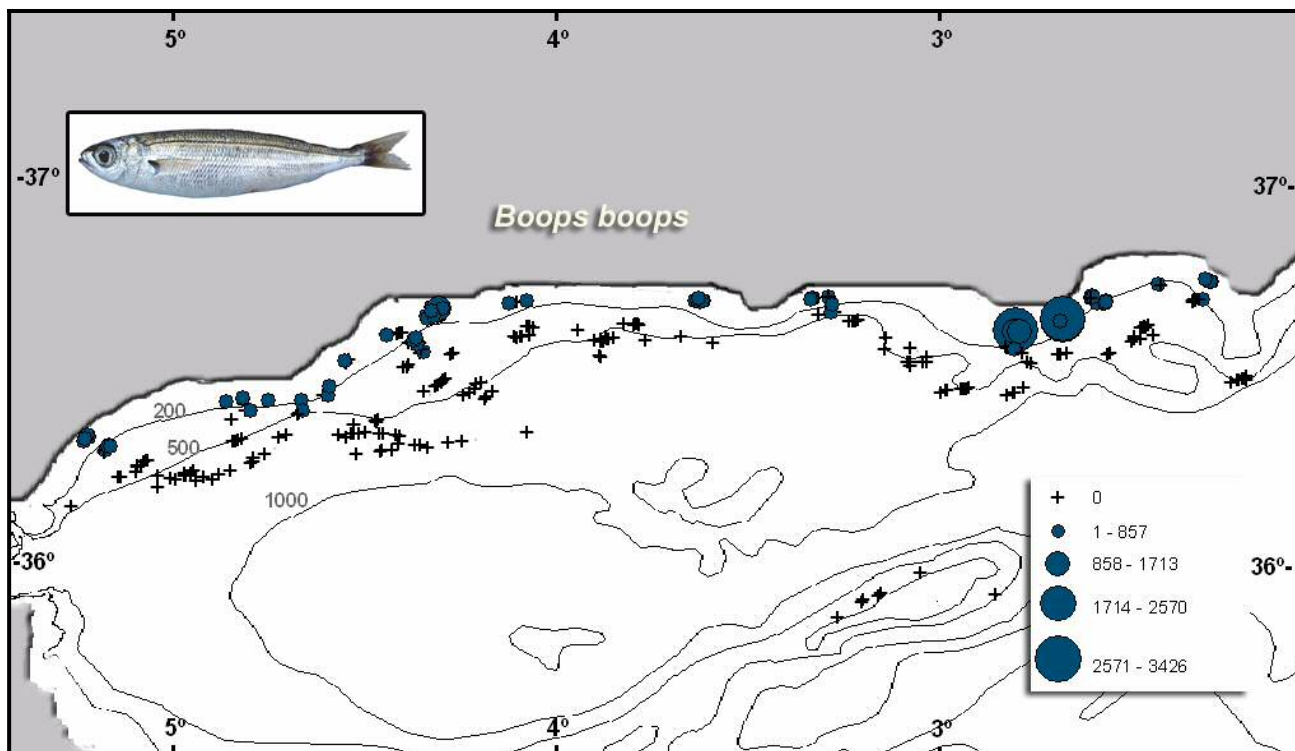 5º 4º 3º
-37º 37º-
Boops boops
200
500
1000
0
1 - 857
-36º 36º-
858 - 1713
1714 - 2570
2571 - 3426
5º 4º 3º